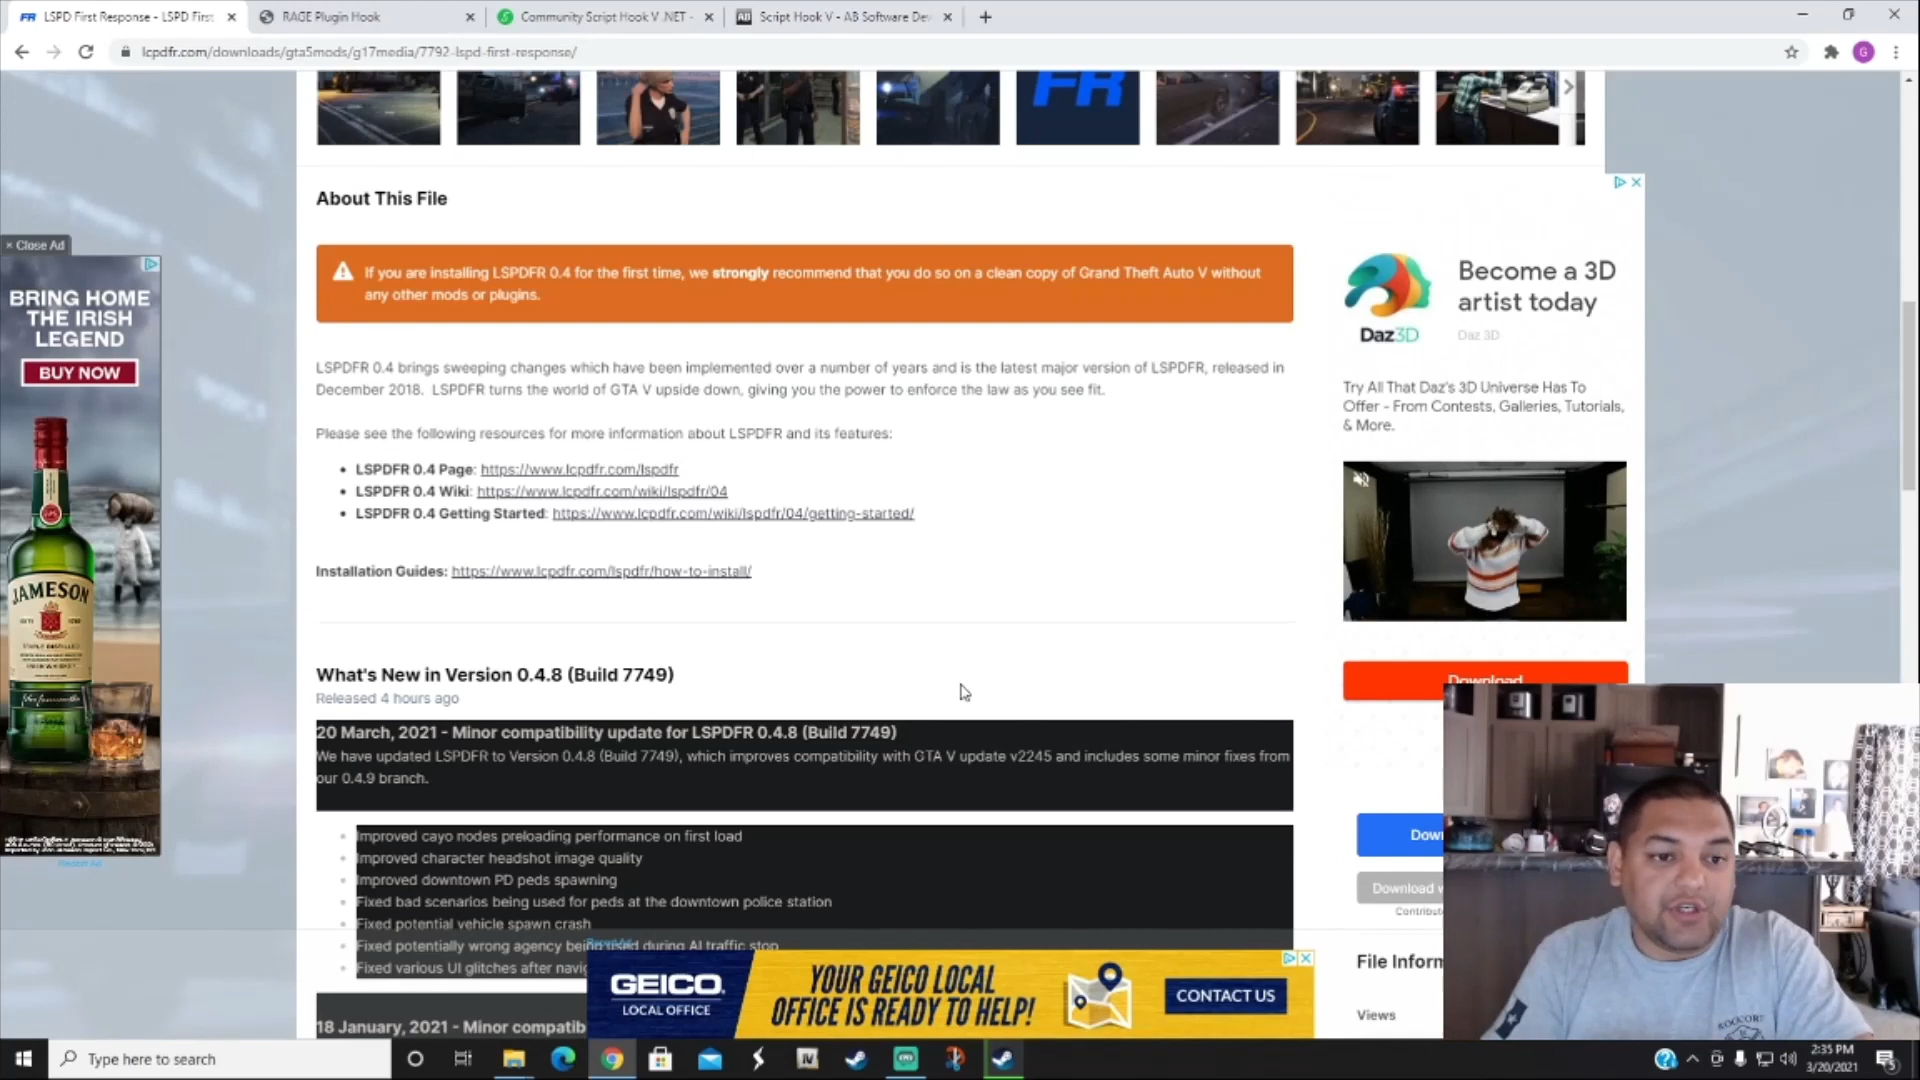 LSPD First Response - LSPD First
RAGE Plugin Hook
Community Script Hook V .NET -
Script Hook V - AB Software Dev
lcpdfr.com/downloads/gta5mods/g17media/7792-lspd-first-response/
FR
About This File
If you are installing LSPDFR 0.4 for the first time, we strongly recommend that you do so on a clean copy of Grand Theft Auto V without
any other mods or plugins.
LSPDFR 0.4 brings sweeping changes which have been implemented over a number of years and is the latest major version of LSPDFR, released in
December 2018. LSPDFR turns the world of GTA V upside down, giving you the power to enforce the law as you see fit.
Please see the following resources for more information about LSPDFR and its features:
LSPDFR 0.4 Page: https://www.lcpdfr.com/lspdfr
LSPDFR 0.4 Wiki: https://www.lcpdfr.com/wiki/lspdfr/04
LSPDFR 0.4 Getting Started: https://www.lcpdfr.com/wiki/lspdfr/04/getting-started/
Installation Guides: https://www.lcpdfr.com/lspdfr/how-to-install/
What's New in Version 0.4.8 (Build 7749)
Released 4 hours ago
20 March, 2021 - Minor compatibility update for LSPDFR 0.4.8 (Build 7749)
We have updated LSPDFR to Version 0.4.8 (Build 7749), which improves compatibility with GTA V update v2245 and includes some minor fixes from
our 0.4.9 branch.
Improved cayo nodes preloading performance on first load
Improved character headshot image quality
Improved downtown PD peds spawning
Fixed bad scenarios being used for peds at the downtown police station
Fixed potential vehicle spawn crash
Fixed potentially wrong agency being used during AI traffic stop
Fixed various UI glitches after navig
18 January, 2021 - Minor compatib
× Close Ad
BRING HOME
THE IRISH
LEGEND
BUY NOW
JAMESON
IRISH WHISKEY
Report Ad
Become a 3D
artist today
Daz3D
Daz 3D
Try All That Daz's 3D Universe Has To
Offer - From Contests, Galleries, Tutorials,
& More.
Download
Dow
Download w
Contribut
File Inform
Views
GEICO.
LOCAL OFFICE
YOUR GEICO LOCAL
OFFICE IS READY TO HELP!
CONTACT US
Type here to search
IV
2:35 PM
3/20/2021
5